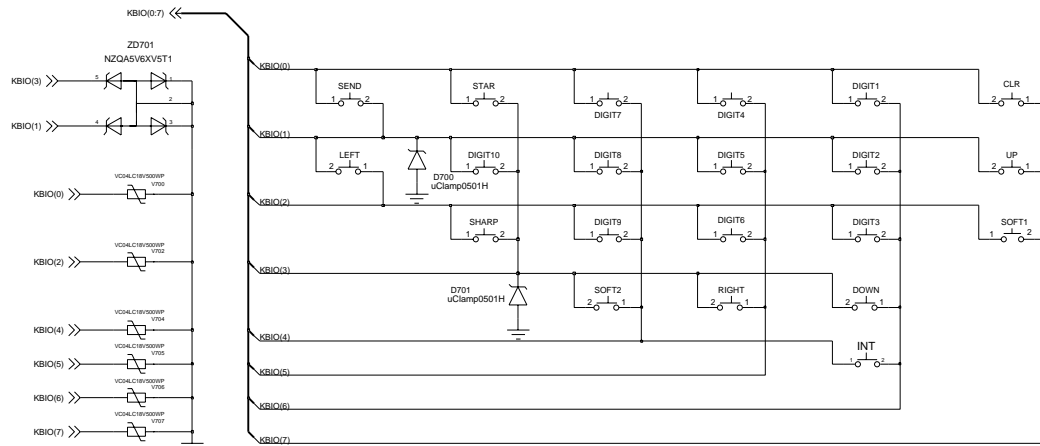 KBIO(0:7)
ZD701
NZQA5V6XV5T1
KBIO(3)
5
1
2
KBIO(1)
4
3
VC04LC18V500WP
V700
KBIO(0)
VC04LC18V500WP
V702
KBIO(2)
VC04LC18V500WP
V704
KBIO(4)
VC04LC18V500WP
V705
KBIO(5)
VC04LC18V500WP
V706
KBIO(6)
VC04LC18V500WP
V707
KBIO(7)
KBIO(0)
SEND
1 2
STAR
1 2
1 2
DIGIT7
1 2
DIGIT4
DIGIT1
1 2
CLR
2 1
KBIO(1)
LEFT
2 1
D700
uClamp0501H
DIGIT10
1 2
DIGIT8
1 2
DIGIT5
1 2
DIGIT2
1 2
UP
2 1
KBIO(2)
SHARP
1 2
DIGIT9
1 2
DIGIT6
1 2
DIGIT3
1 2
SOFT1
1 2
KBIO(3)
D701
uClamp0501H
SOFT2
2 1
RIGHT
2 1
DOWN
2 1
KBIO(4)
INT
1 2
KBIO(5)
KBIO(6)
KBIO(7)